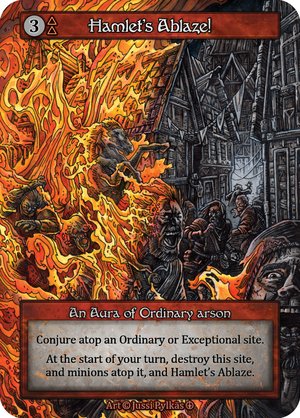 3
Hamlet's Ablaze!
An Aura of Ordinary arson
Conjure atop an Ordinary or Exceptional site.
At the start of your turn, destroy this site,
and minions atop it, and Hamlet's Ablaze.
Art © Jussi Pylkäs